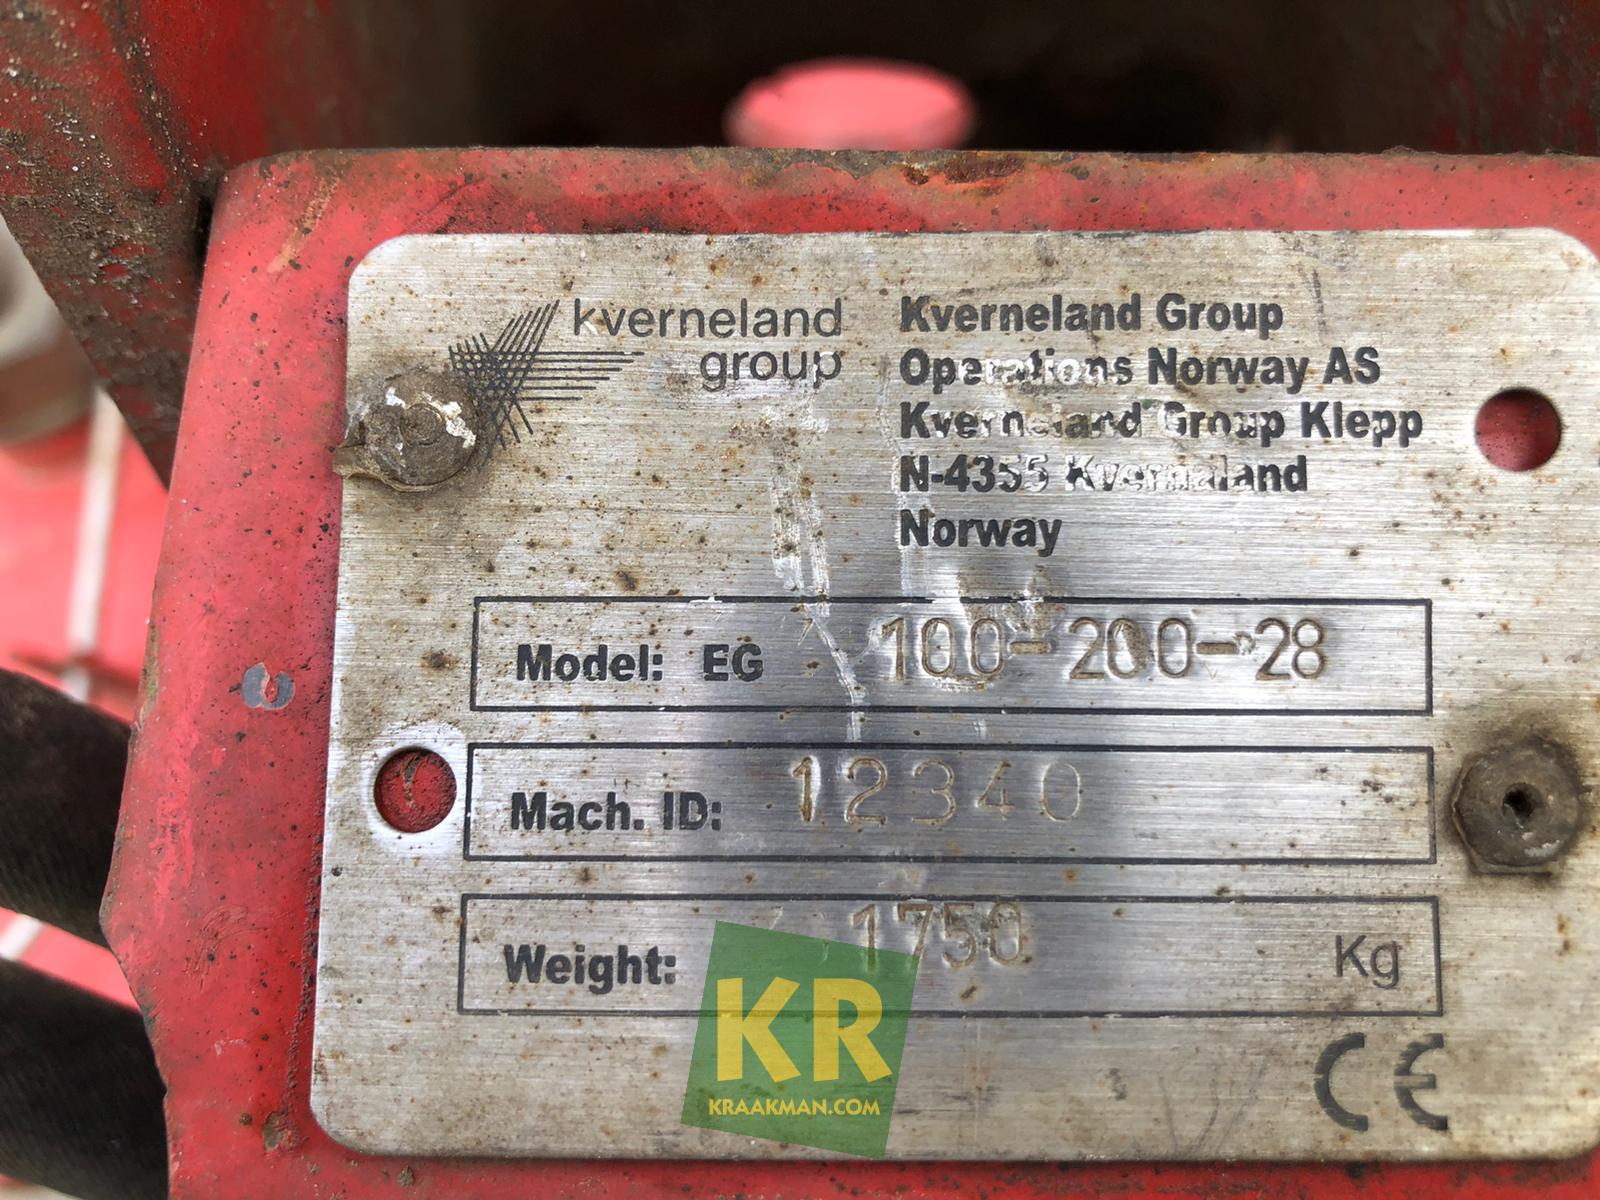 kverneland
group
Kverneland Group
Operations Norway AS
Kverneland Group Klepp
N-4355 Kvernaland
Norway
Model: EG 100-200-28
Mach. ID: 12340
Weight: 1750 Kg
CE
KR
KRAAKMAN.COM